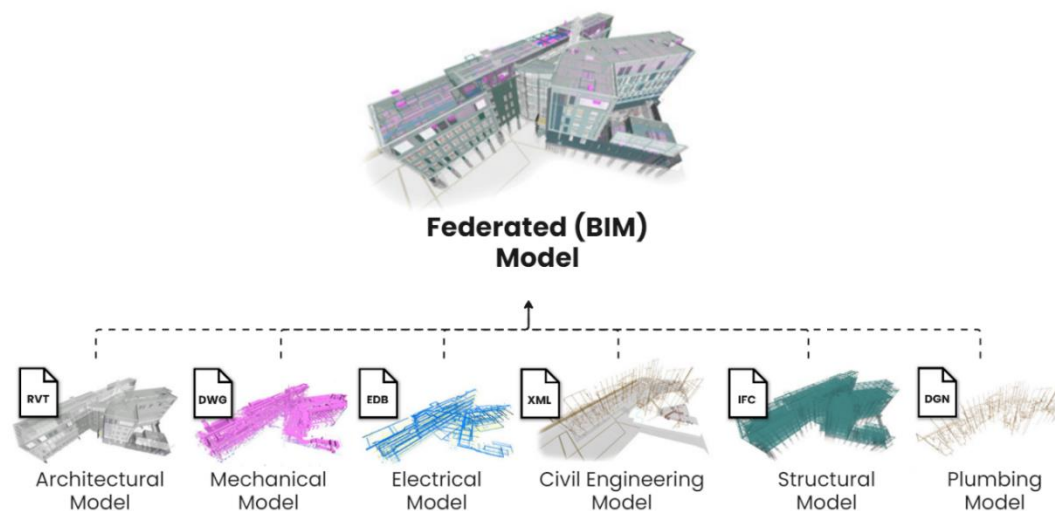 Federated (BIM)
Model
RVT
DWG
EDB
XML
IFC
DGN
Architectural
Model
Mechanical
Model
Electrical
Model
Civil Engineering
Model
Structural
Model
Plumbing
Model